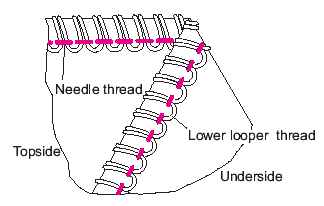 Needle thread
Lower looper thread
Topside
Underside